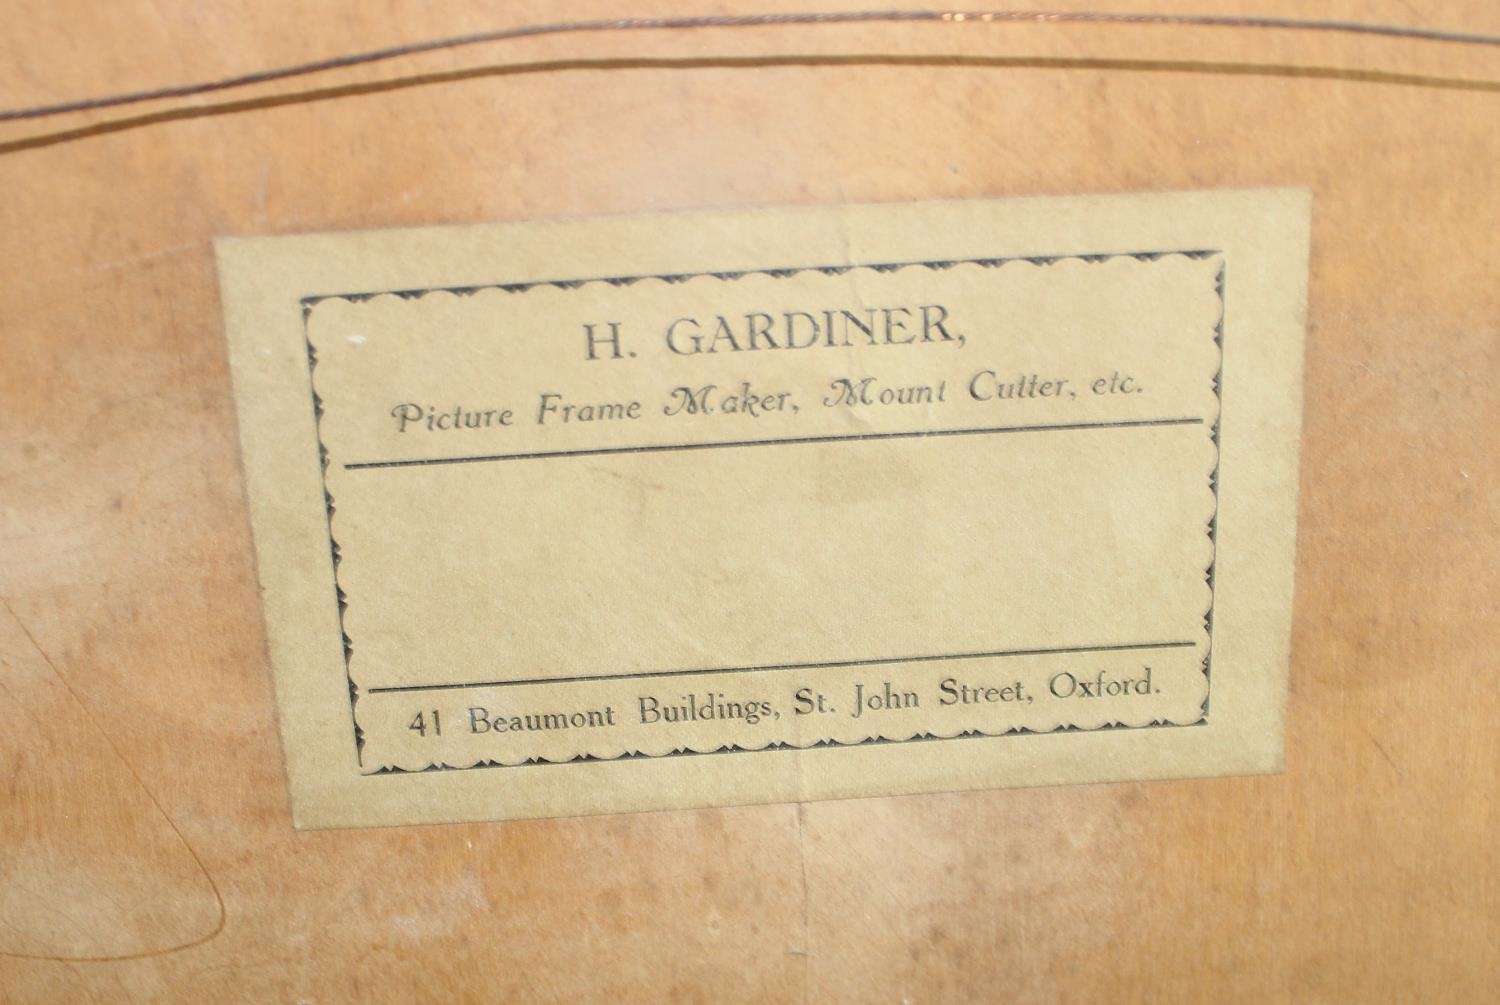 H. GARDINER,
Picture Frame Maker, Mount Cutter, etc.
41 Beaumont Buildings, St. John Street, Oxford.